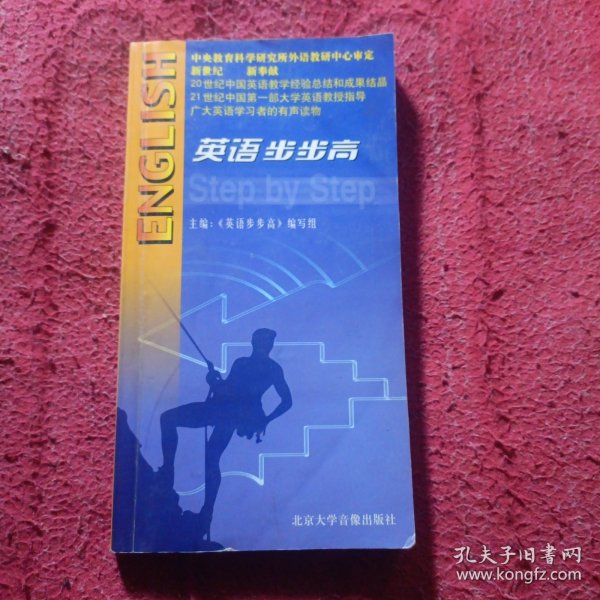 ENGLISH
中央教育科学研究所外语教研中心审定
新世纪 新奉献
20世纪中国英语教学经验总结和成果结晶
21世纪中国第一部大学英语教授指导
广大英语学习者的有声读物
英语步步高
Step by Step
主编：《英语步步高》编写组
北京大学音像出版社
孔夫子旧书网
www.kongfz.com